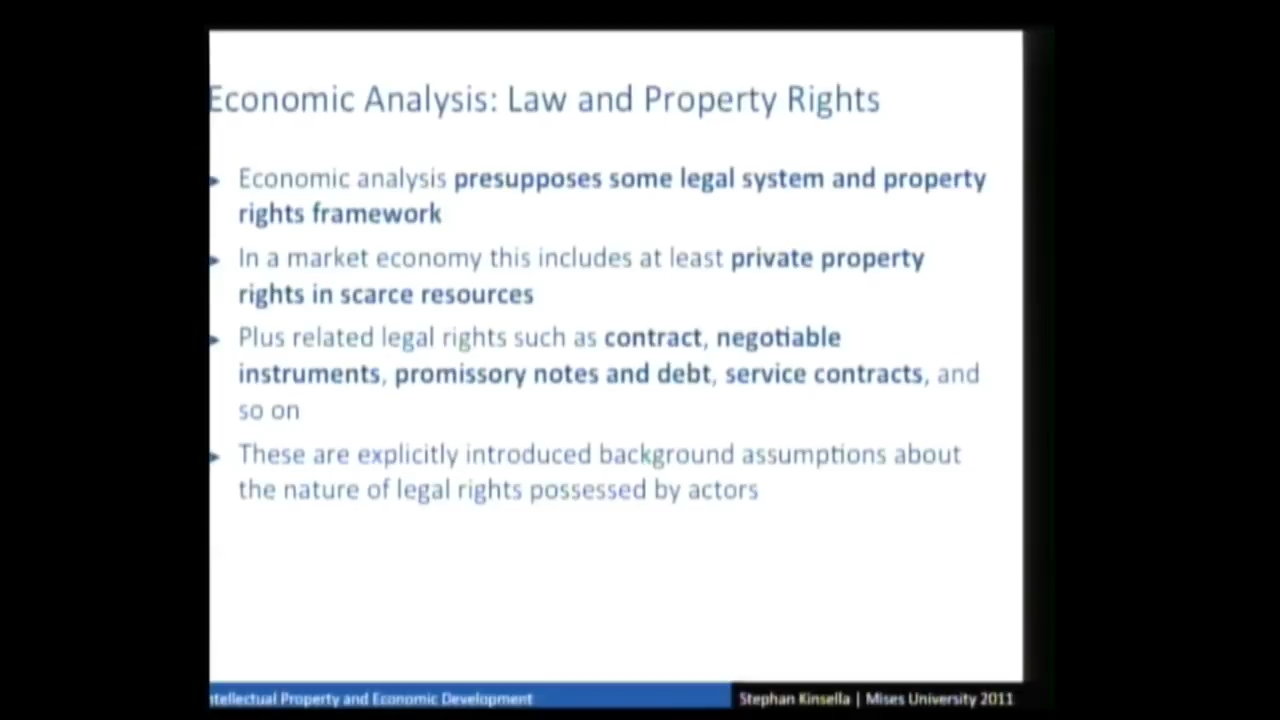 Economic Analysis: Law and Property Rights
Economic analysis presupposes some legal system and property
rights framework
In a market economy this includes at least private property
rights in scarce resources
Plus related legal rights such as contract, negotiable
instruments, promissory notes and debt, service contracts, and
so on
These are explicitly introduced background assumptions about
the nature of legal rights possessed by actors
ntellectual Property and Economic Development
Stephan Kinsella | Mises University 2011